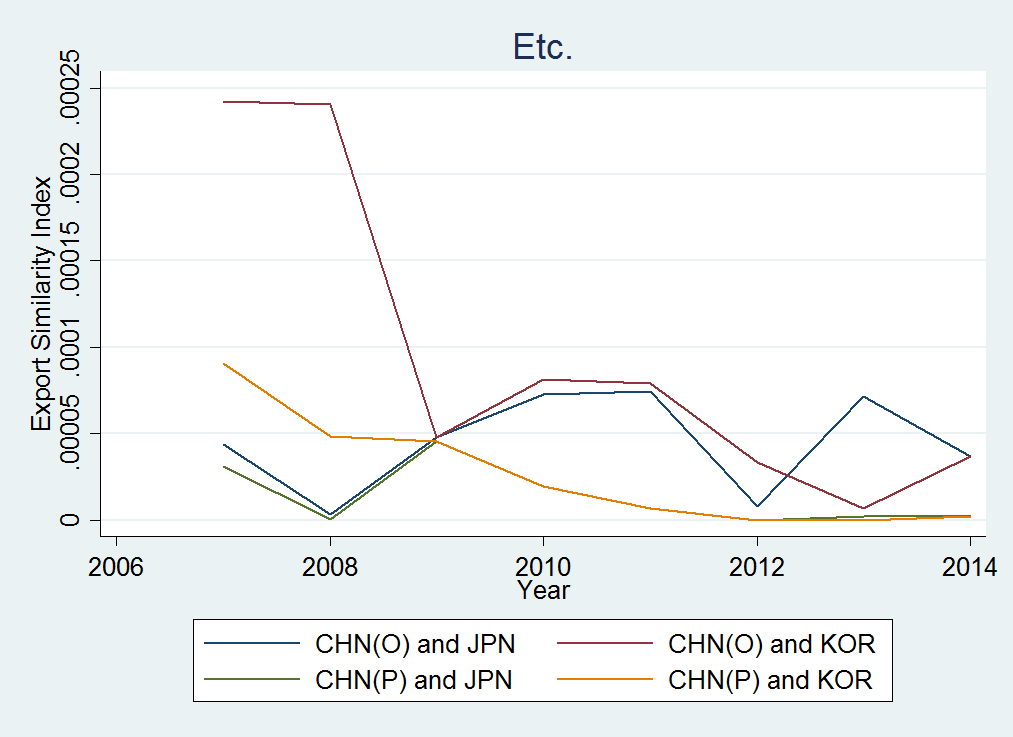 Etc.
Export Similarity Index
.00025
.0002
.00015
.0001
.00005
0
2006 2008 2010 2012 2014
Year
CHN(O) and JPN CHN(O) and KOR
CHN(P) and JPN CHN(P) and KOR